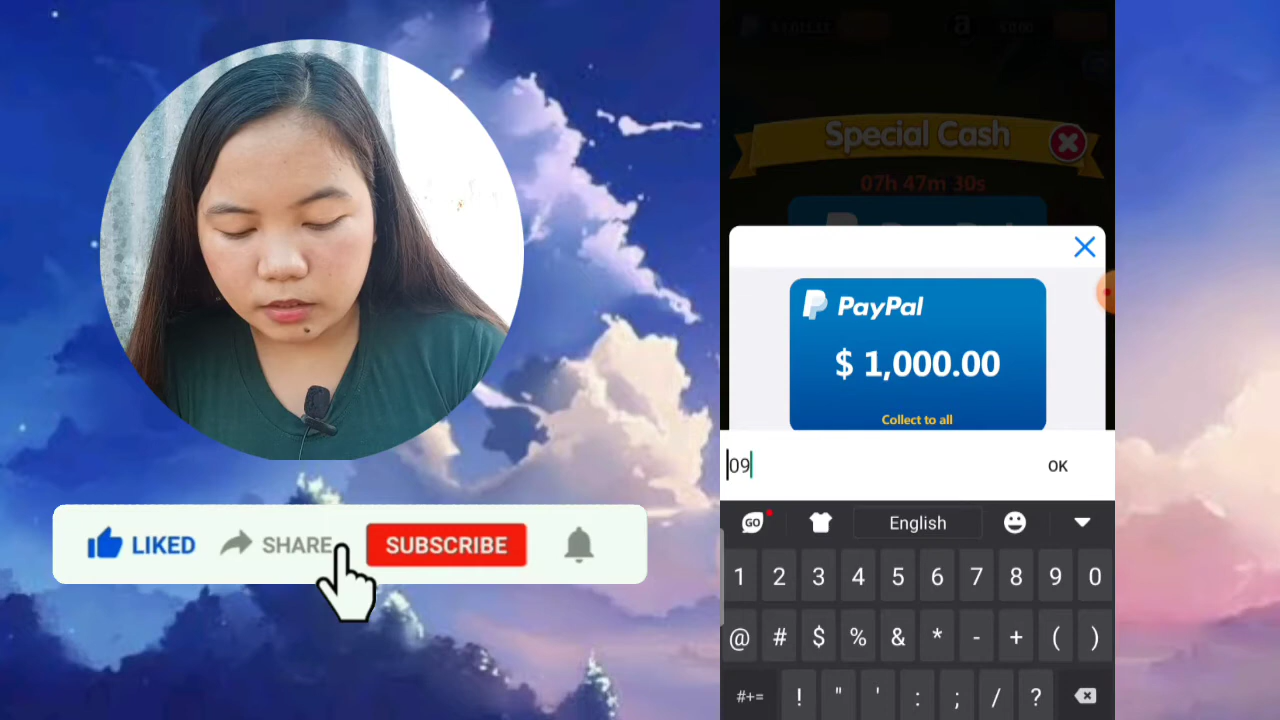 LIKED SHARE SUBSCRIBE
Special Cash
07h 47m 30s
PayPal
$ 1,000.00
Collect to all
09
OK
GO English
1 2 3 4 5 6 7 8 9 0
@ # $ % & * - + ( )
#+= ! " ' : ; / ?